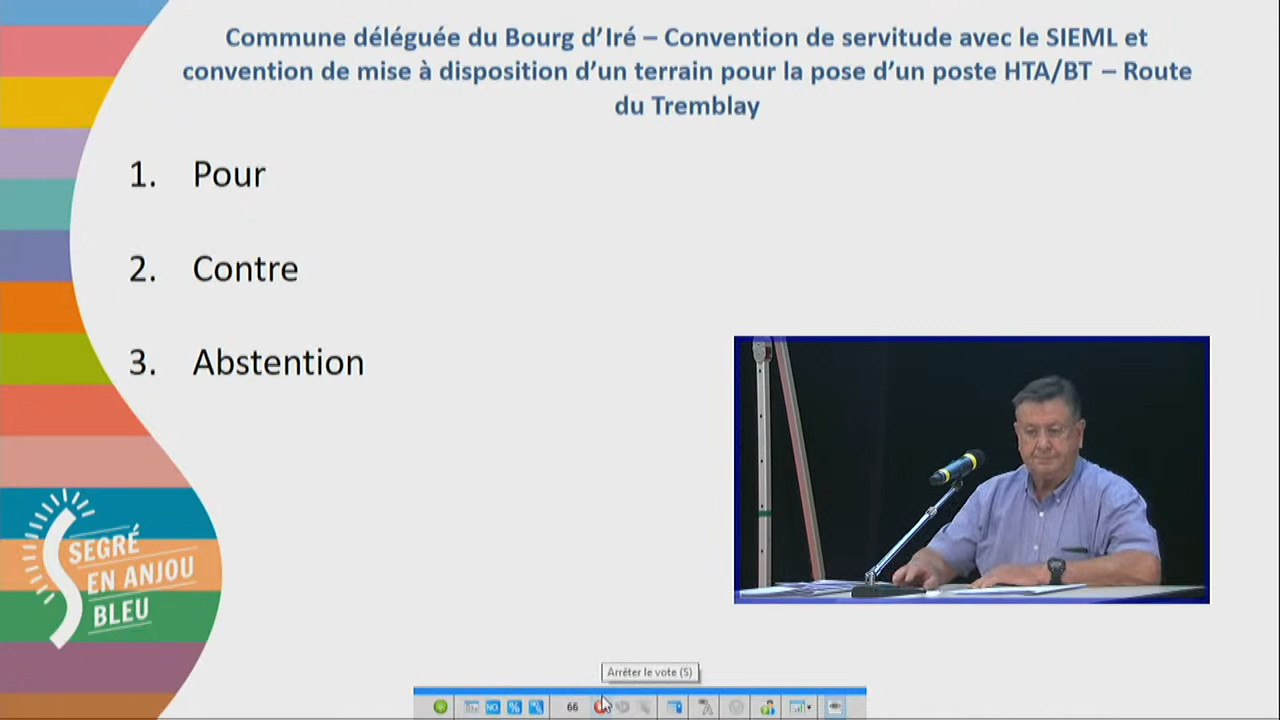 Commune déléguée du Bourg d’Iré – Convention de servitude avec le SIEML et
convention de mise à disposition d’un terrain pour la pose d’un poste HTA/BT – Route
du Tremblay
1. Pour
2. Contre
3. Abstention
SEGRÉ
EN ANJOU
BLEU
Arrêter le vote (S)
66